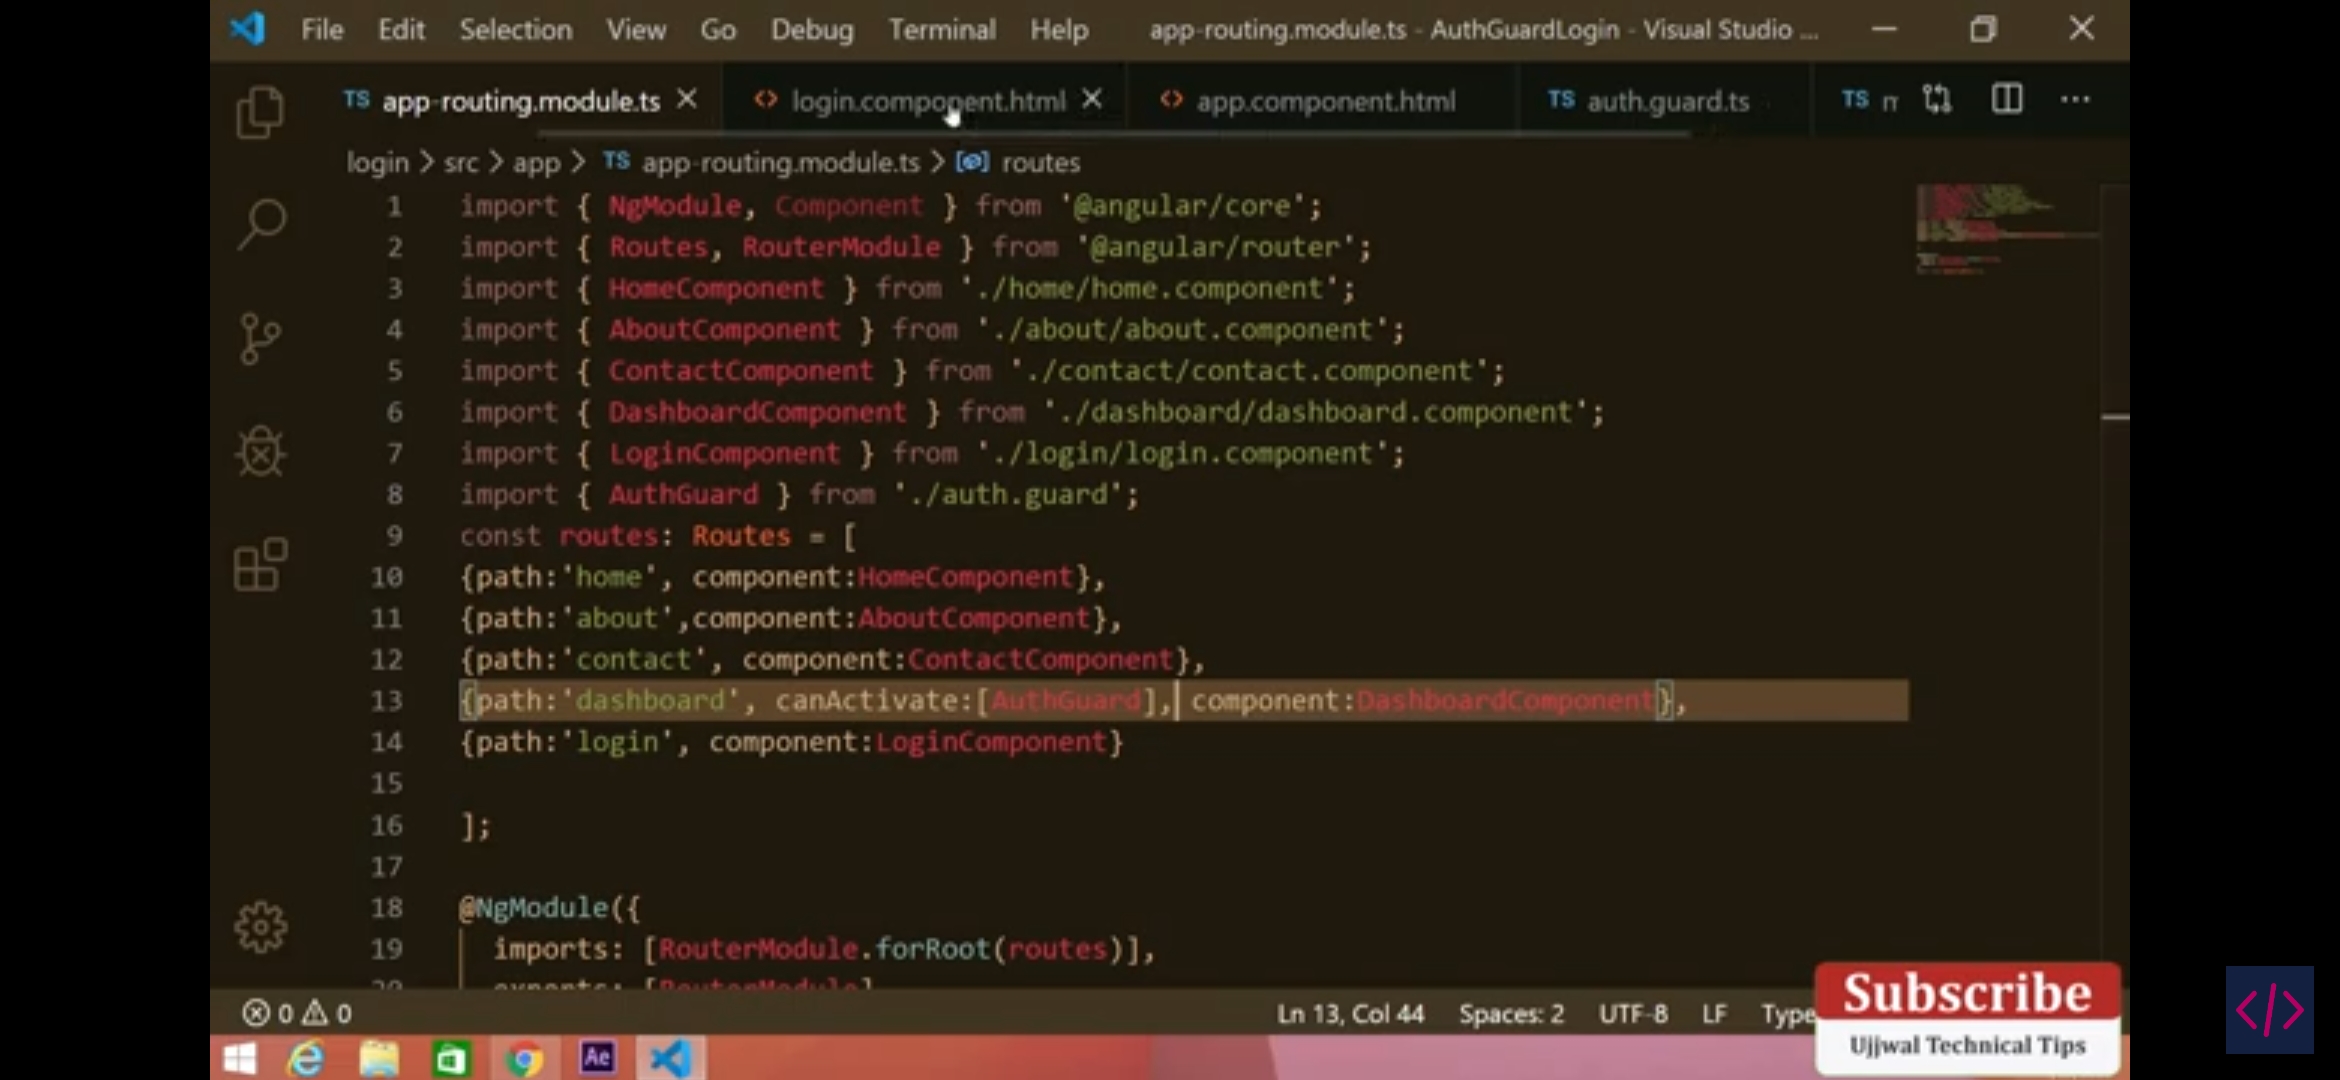 File Edit Selection View Go Debug Terminal Help app-routing.module.ts - AuthGuardLogin - Visual Studio ...
TS app-routing.module.ts login.component.html app.component.html TS auth.guard.ts TS
login > src > app > TS app-routing.module.ts > routes
1 import { NgModule, Component } from '@angular/core';
2 import { Routes, RouterModule } from '@angular/router';
3 import { HomeComponent } from './home/home.component';
4 import { AboutComponent } from './about/about.component';
5 import { ContactComponent } from './contact/contact.component';
6 import { DashboardComponent } from './dashboard/dashboard.component';
7 import { LoginComponent } from './login/login.component';
8 import { AuthGuard } from './auth.guard';
9 const routes: Routes = [
10 {path:'home', component:HomeComponent},
11 {path:'about',component:AboutComponent},
12 {path:'contact', component:ContactComponent},
13 {path:'dashboard', canActivate:[AuthGuard], component:DashboardComponent},
14 {path:'login', component:LoginComponent}
15
16 ];
17
18 @NgModule({
19 imports: [RouterModule.forRoot(routes)],
20 exports: [RouterModule]
0 0 Ln 13, Col 44 Spaces: 2 UTF-8 LF Type
Subscribe
Ujjwal Technical Tips
Ae